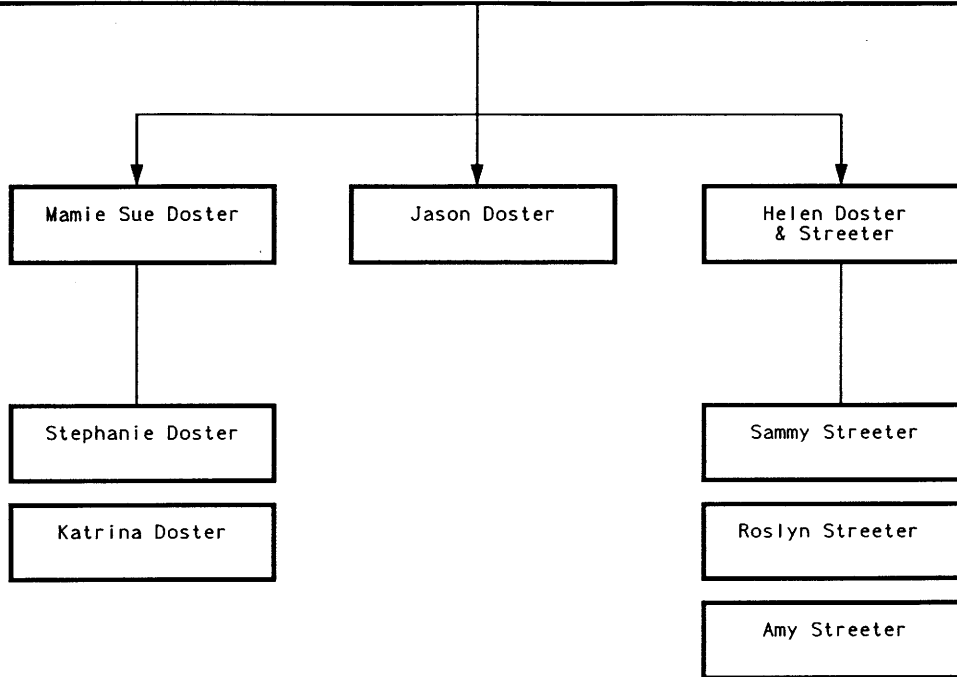 Mamie Sue Doster
Jason Doster
Helen Doster
& Streeter
Stephanie Doster
Sammy Streeter
Katrina Doster
Roslyn Streeter
Amy Streeter